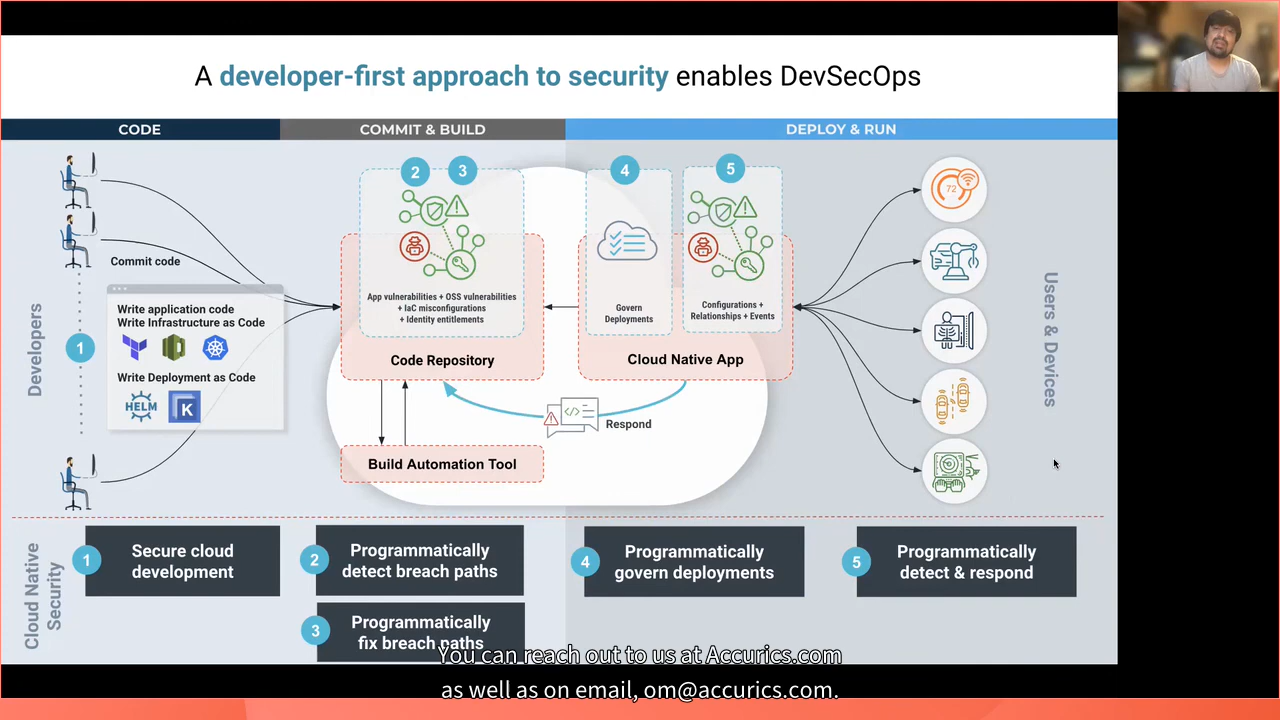 A developer-first approach to security enables DevSecOps
CODE
COMMIT & BUILD
DEPLOY & RUN
2
3
4
5
72
Commit code
Write application code
Write Infrastructure as Code
Write Deployment as Code
HELM
K
Developers
1
App vulnerabilities + OSS vulnerabilities
+ IaC misconfigurations
+ Identity entitlements
Code Repository
Govern
Deployments
Configurations +
Relationships + Events
Cloud Native App
Respond
Build Automation Tool
Users & Devices
Cloud Native
Security
1
Secure cloud
development
2
Programmatically
detect breach paths
3
Programmatically
fix breach paths
4
Programmatically
govern deployments
5
Programmatically
detect & respond
You can reach out to us at Accurics.com
as well as on email, om@accurics.com.